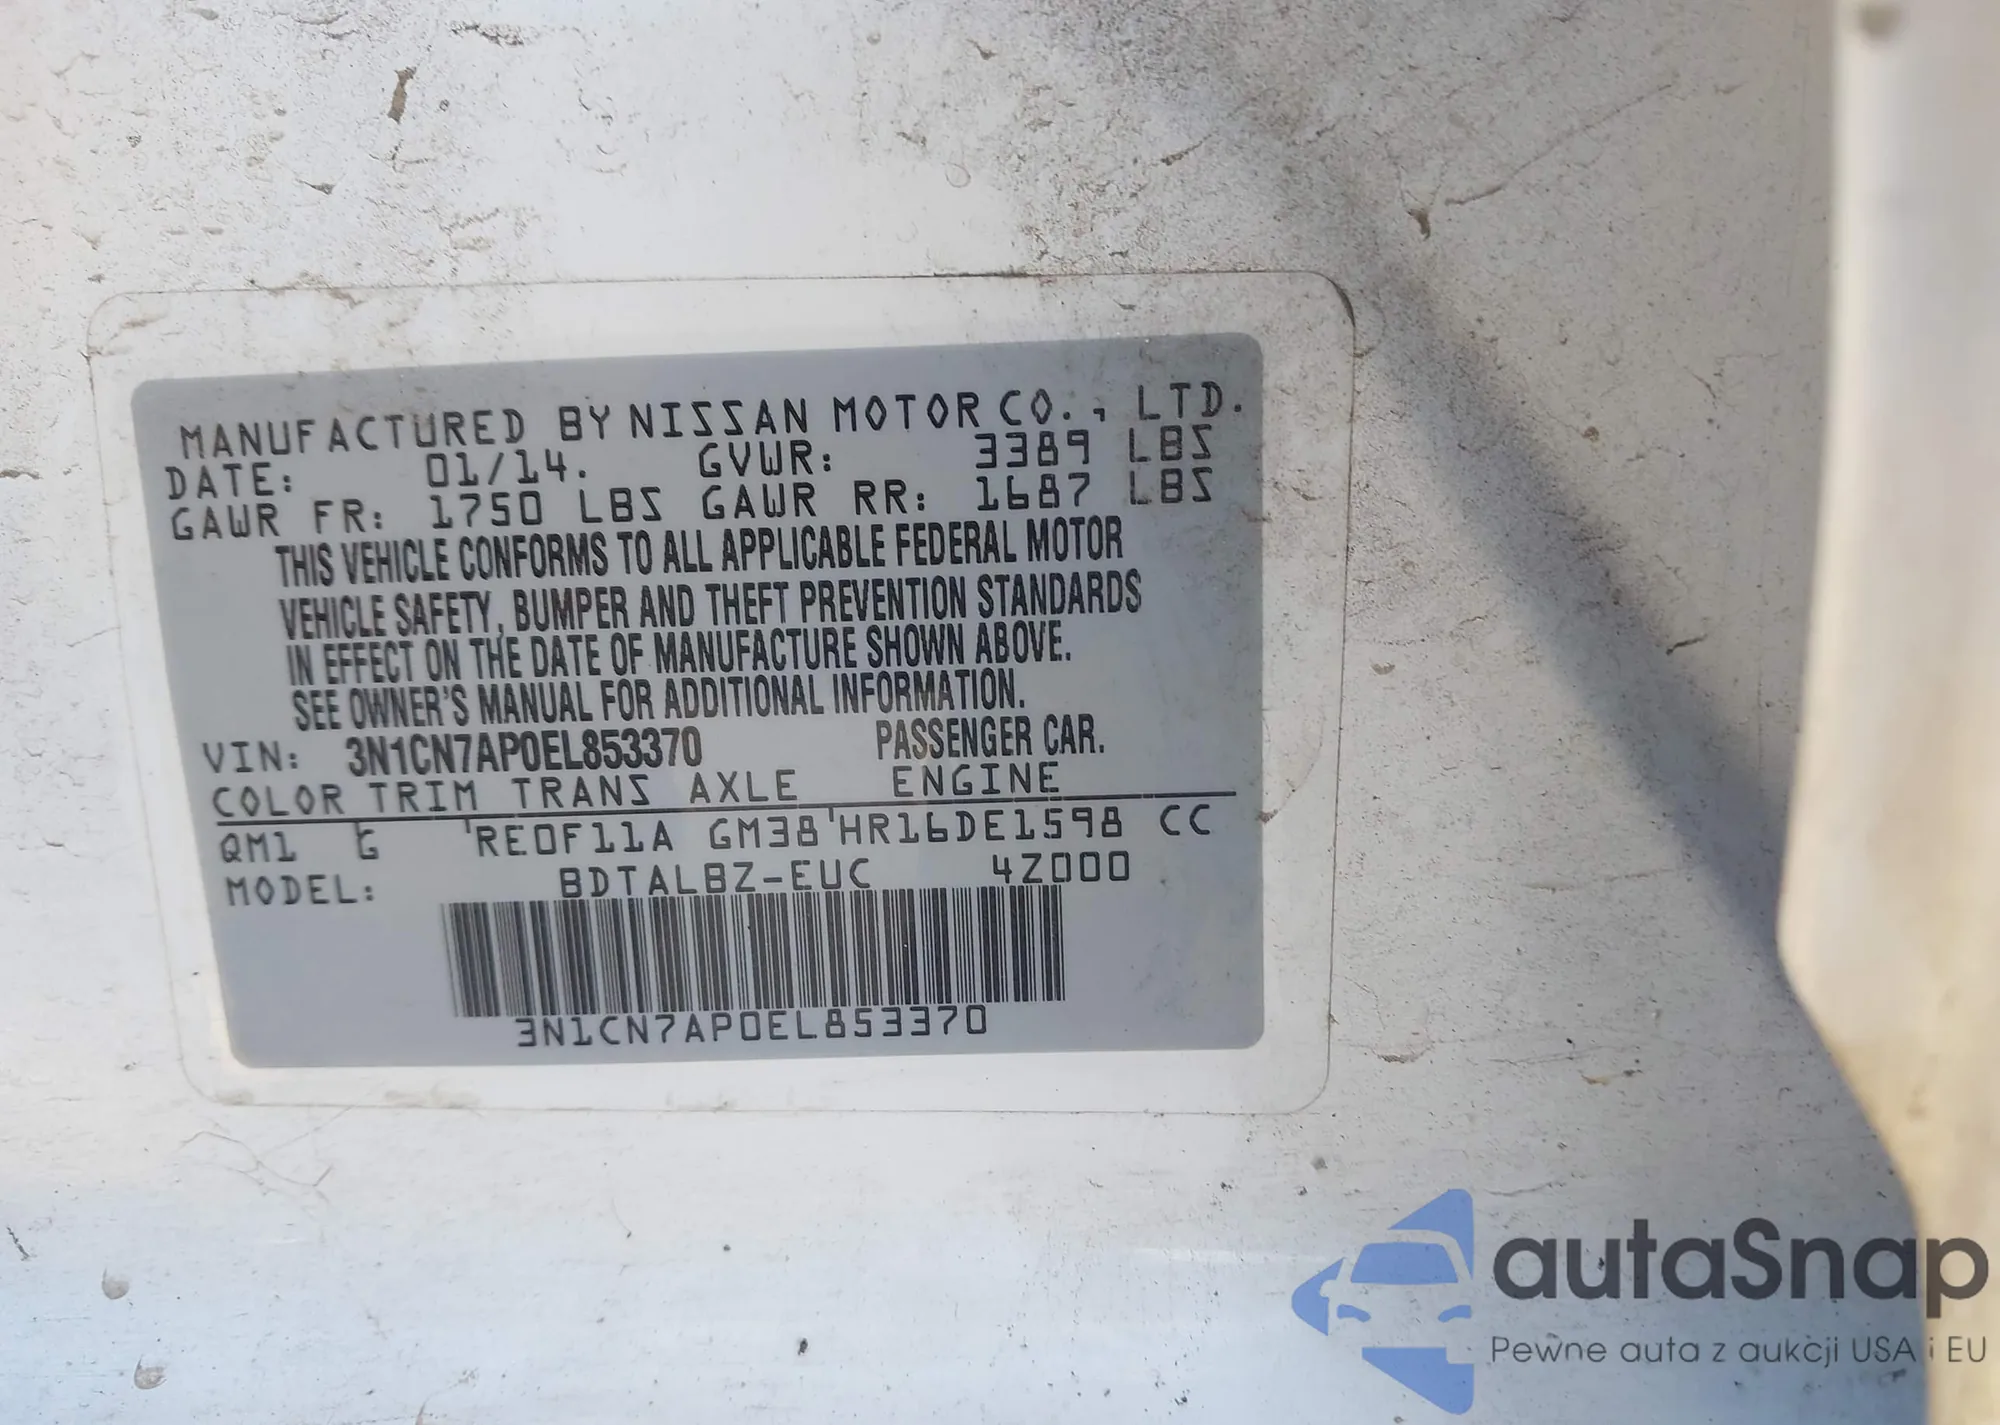 MANUFACTURED BY NISSAN MOTOR CO., LTD.
DATE: 01/14. GVWR: 3389 LBS
GAWR FR: 1750 LBS GAWR RR: 1687 LBS
THIS VEHICLE CONFORMS TO ALL APPLICABLE FEDERAL MOTOR
VEHICLE SAFETY, BUMPER AND THEFT PREVENTION STANDARDS
IN EFFECT ON THE DATE OF MANUFACTURE SHOWN ABOVE.
SEE OWNER'S MANUAL FOR ADDITIONAL INFORMATION.
VIN: 3N1CN7AP0EL853370 PASSENGER CAR.
COLOR TRIM TRANS AXLE ENGINE
QM1 G RE0F11A GM38 HR16DE1598 CC
MODEL: BDTALBZ-EUC 4Z000
3N1CN7AP0EL853370
autaSnap
Pewne auta z aukcji USA i EU